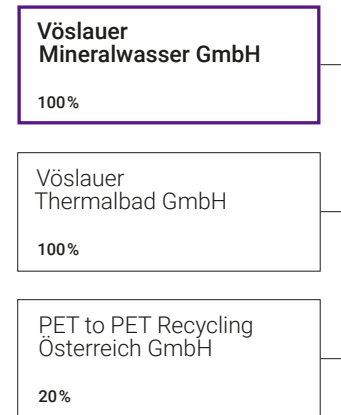 Vöslauer
Mineralwasser GmbH
100%
Vöslauer
Thermalbad GmbH
100%
PET to PET Recycling
Österreich GmbH
20%